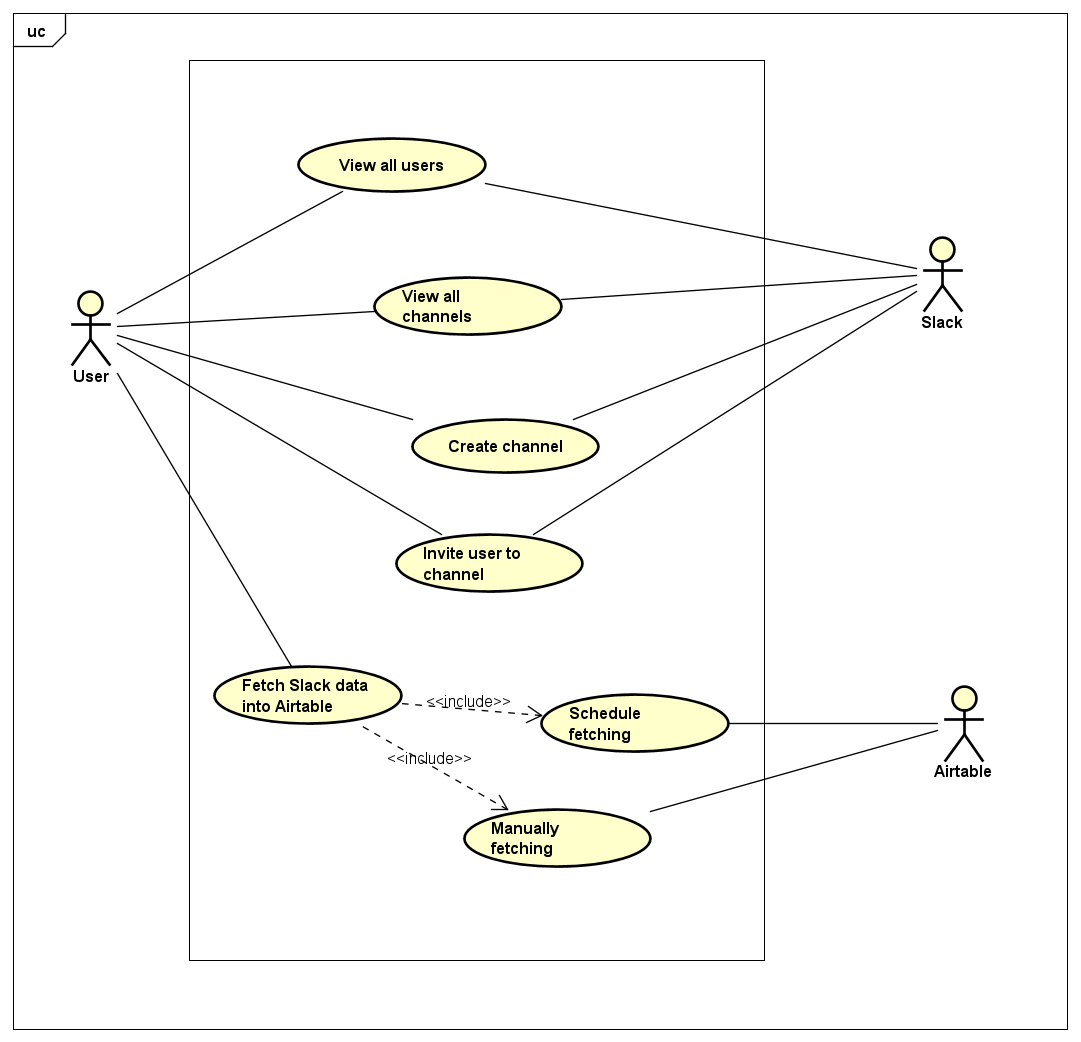 uc
View all users
View all
channels
Slack
User
Create channel
Invite user to
channel
Fetch Slack data
into Airtable
<<include>>
Schedule
fetching
<<include>>
Airtable
Manually
fetching